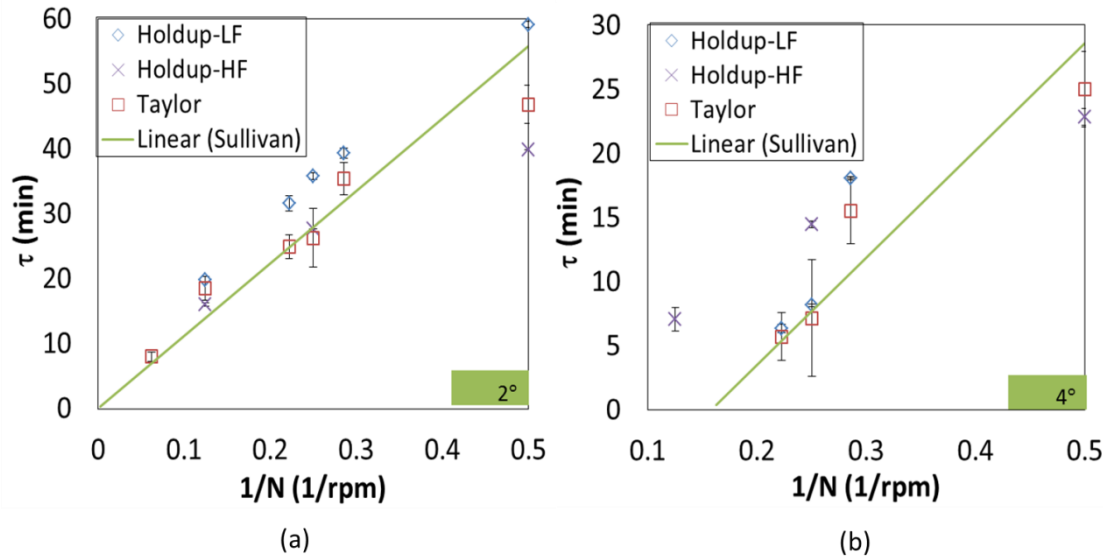 60
50
40
30
20
10
0
τ (min)
Holdup-LF
Holdup-HF
Taylor
Linear (Sullivan)
2°
0 0.1 0.2 0.3 0.4 0.5
1/N (1/rpm)
(a)
30
25
20
15
10
5
0
τ (min)
Holdup-LF
Holdup-HF
Taylor
Linear (Sullivan)
4°
0.1 0.2 0.3 0.4 0.5
1/N (1/rpm)
(b)